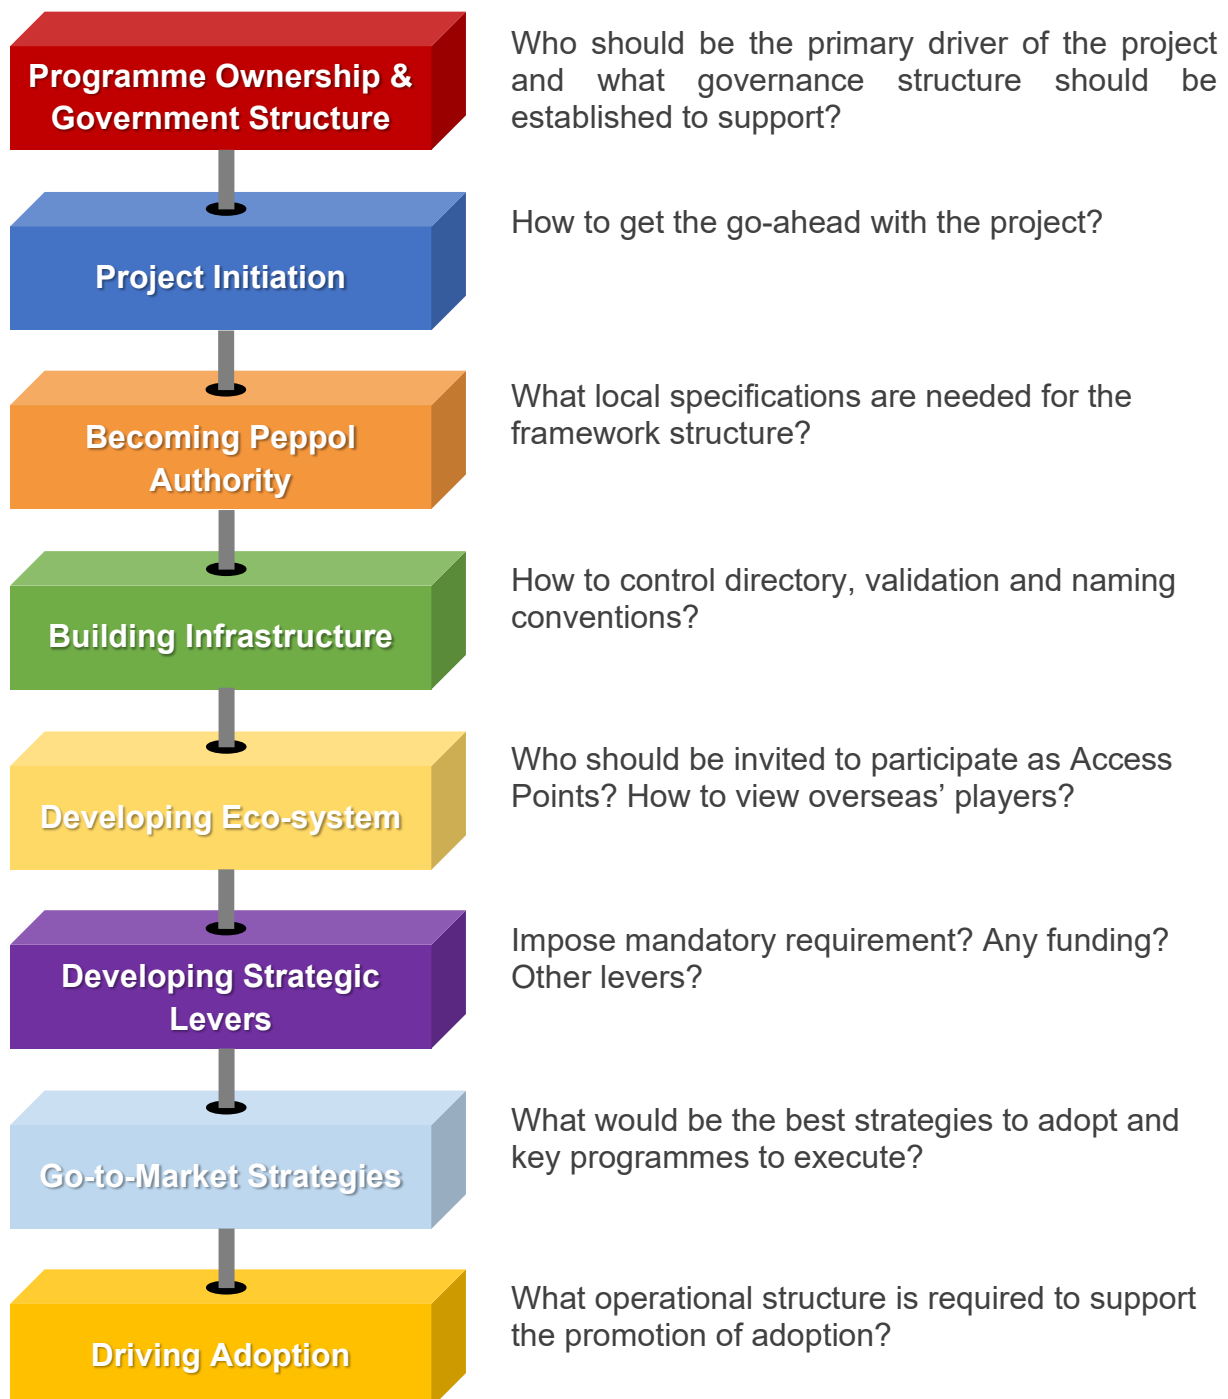 Programme Ownership &
Government Structure
Who should be the primary driver of the project
and what governance structure should be
established to support?
Project Initiation
How to get the go-ahead with the project?
Becoming Peppol
Authority
What local specifications are needed for the
framework structure?
Building Infrastructure
How to control directory, validation and naming
conventions?
Developing Eco-system
Who should be invited to participate as Access
Points? How to view overseas’ players?
Developing Strategic
Levers
Impose mandatory requirement? Any funding?
Other levers?
Go-to-Market Strategies
What would be the best strategies to adopt and
key programmes to execute?
Driving Adoption
What operational structure is required to support
the promotion of adoption?